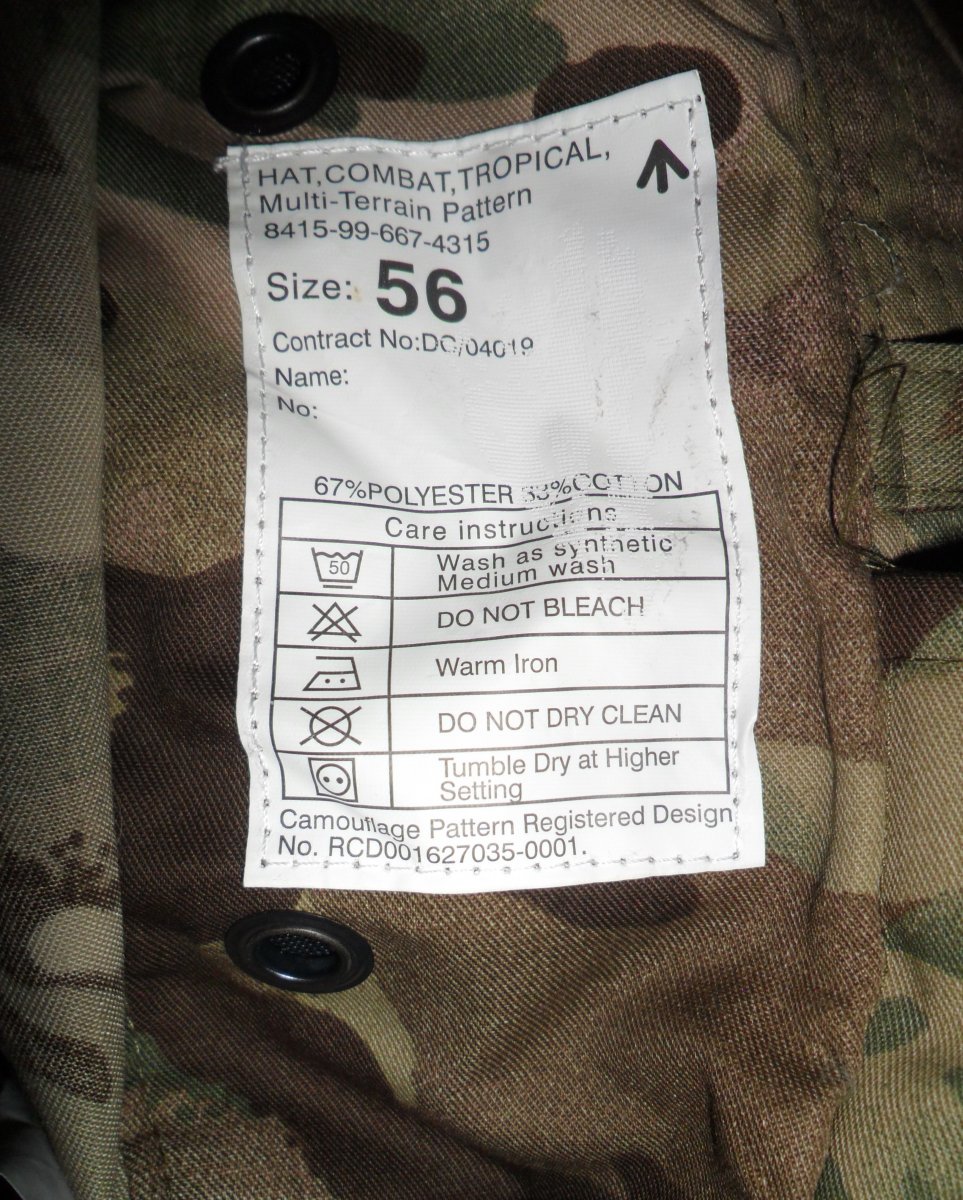 HAT,COMBAT,TROPICAL,
Multi-Terrain Pattern
8415-99-667-4315
Size: 56
Contract No:DC/04019
Name:
No:
67%POLYESTER 33%COTTON
Care instructions
50
Wash as synthetic
Medium wash
DO NOT BLEACH
Warm Iron
DO NOT DRY CLEAN
Tumble Dry at Higher
Setting
Camouflage Pattern Registered Design
No. RCD001627035-0001.